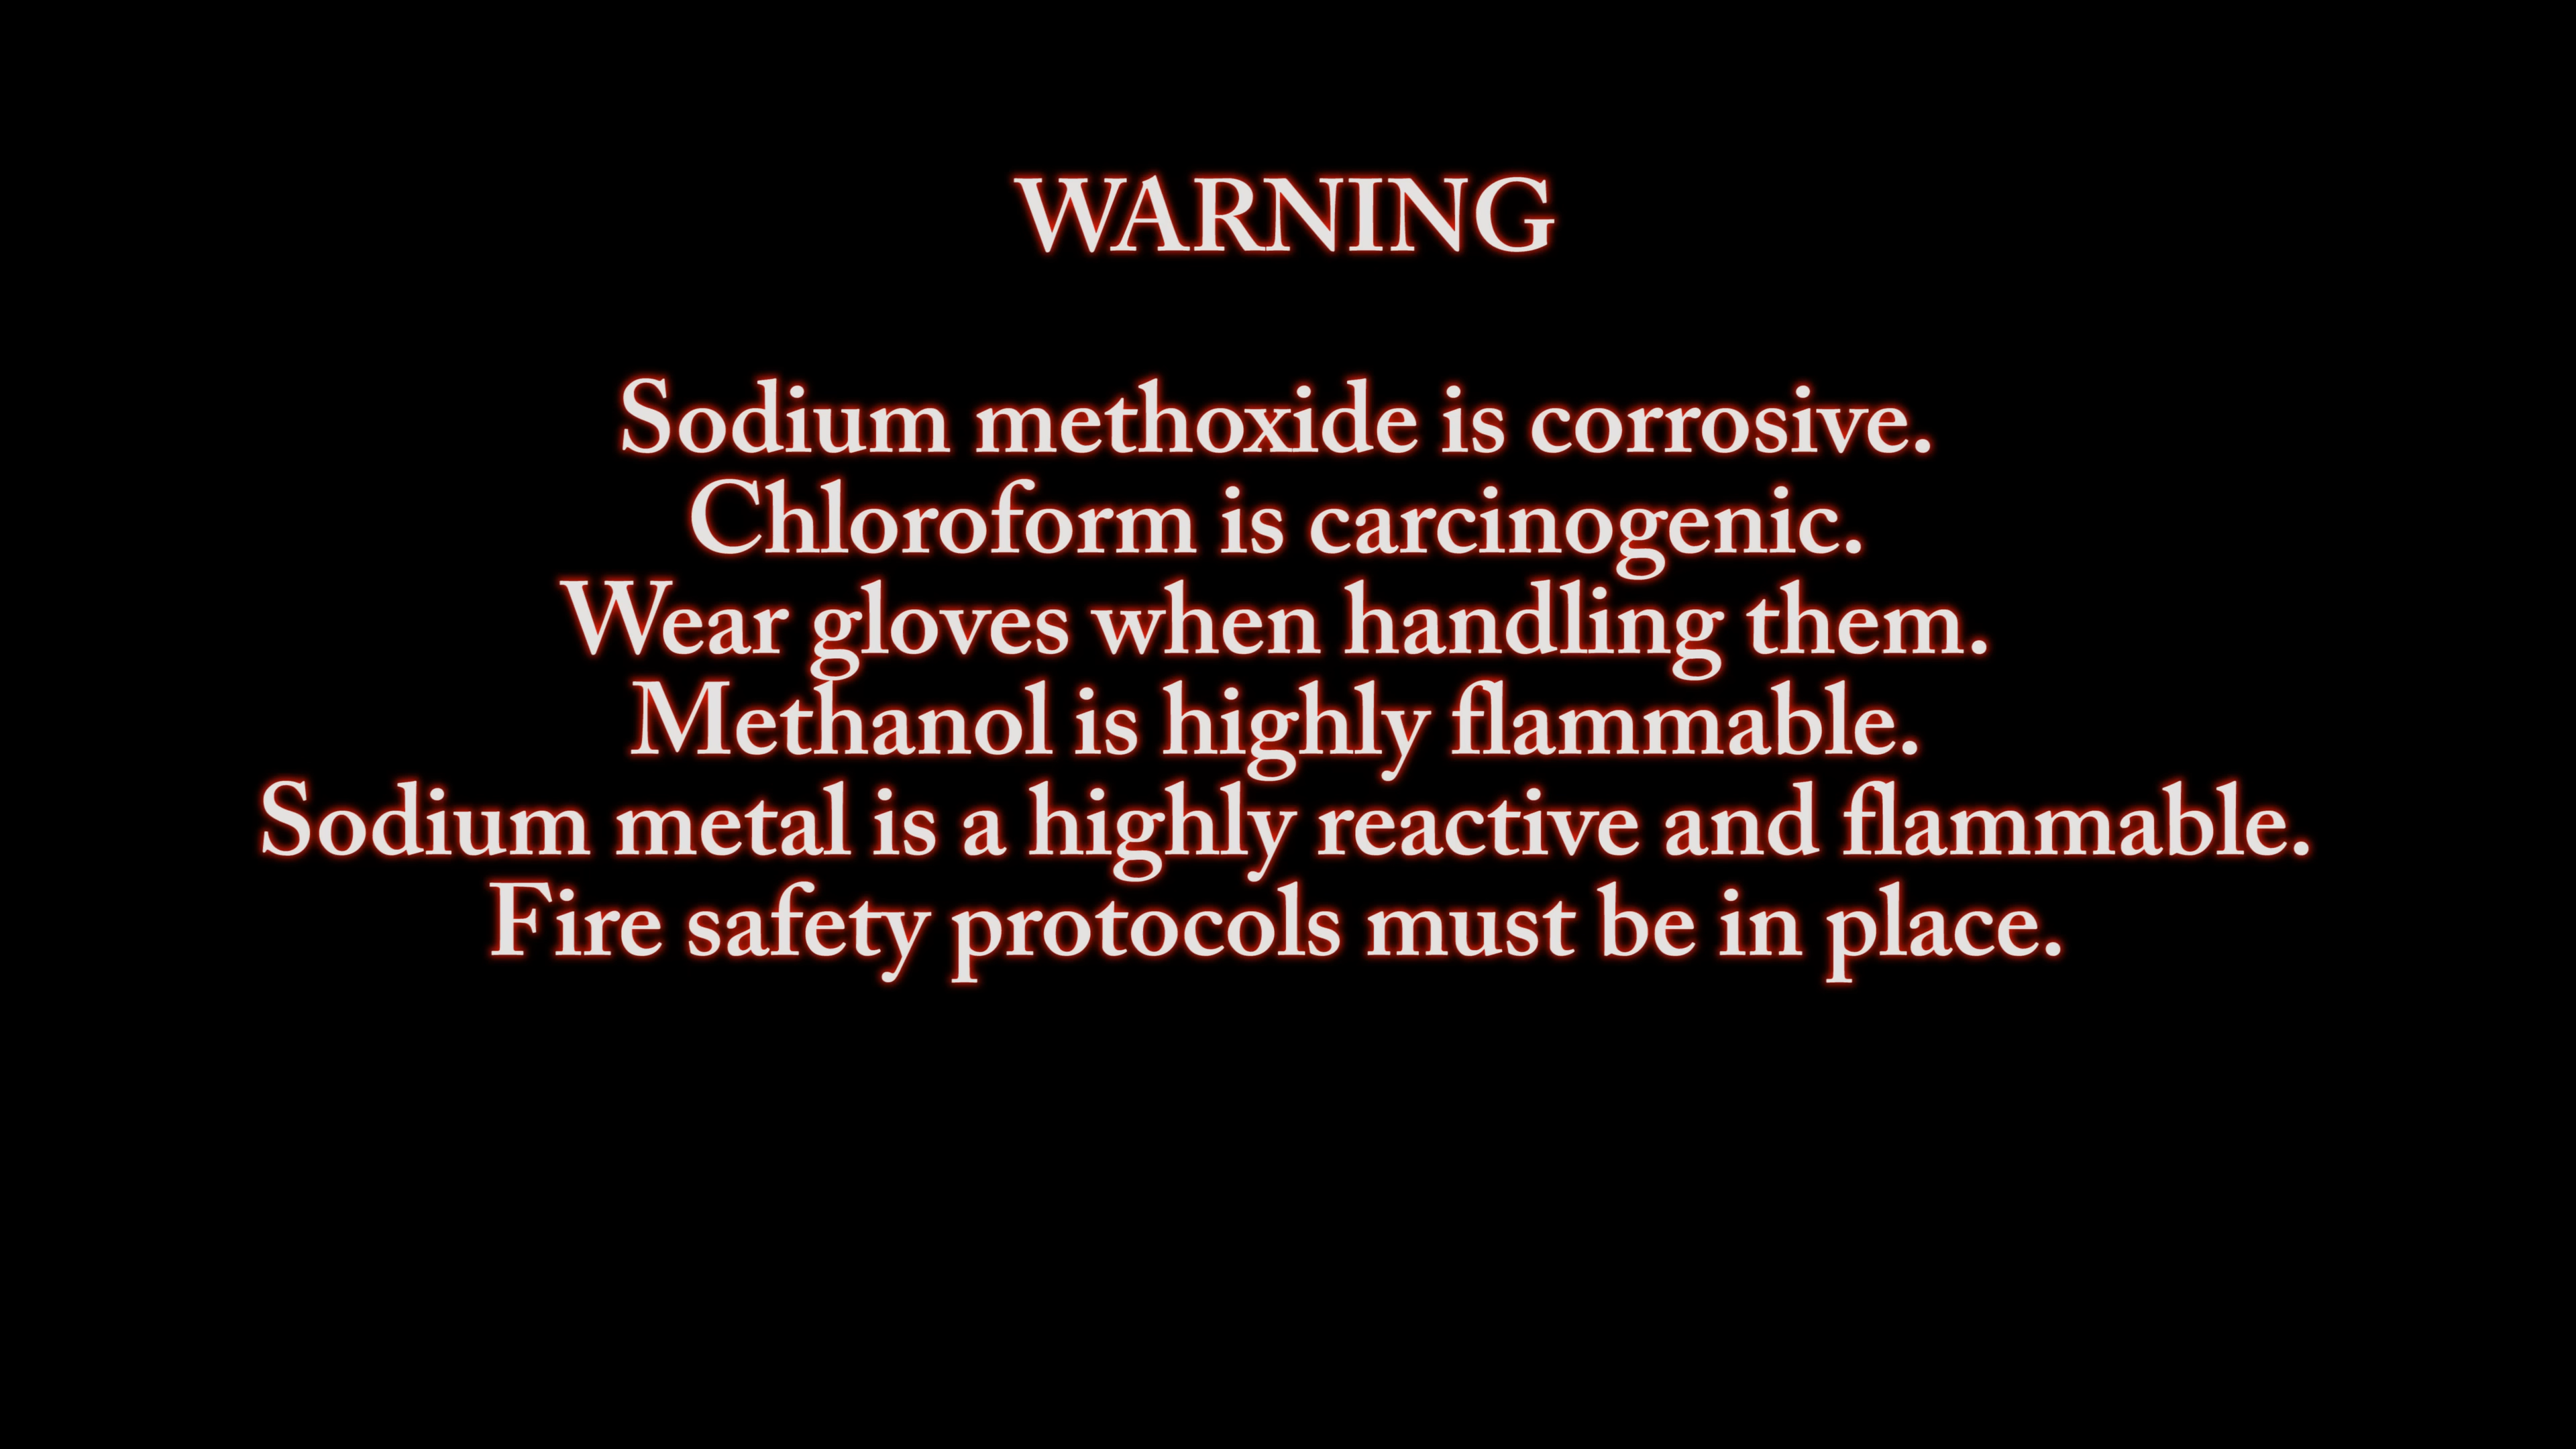 WARNING
Sodium methoxide is corrosive.
Chloroform is carcinogenic.
Wear gloves when handling them.
Methanol is highly flammable.
Sodium metal is a highly reactive and flammable.
Fire safety protocols must be in place.